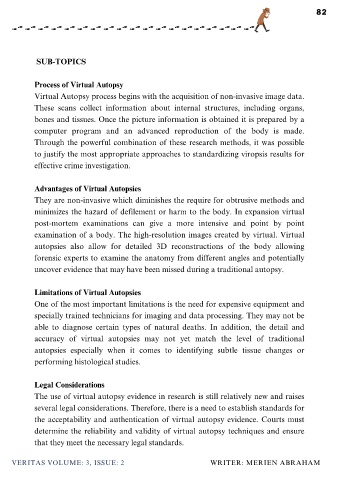 82
SUB-TOPICS
Process of Virtual Autopsy
Virtual Autopsy process begins with the acquisition of non-invasive image data.
These scans collect information about internal structures, including organs,
bones and tissues. Once the picture information is obtained it is prepared by a
computer program and an advanced reproduction of the body is made.
Through the powerful combination of these research methods, it was possible
to justify the most appropriate approaches to standardizing viropsis results for
effective crime investigation.
Advantages of Virtual Autopsies
They are non-invasive which diminishes the require for obtrusive methods and
minimizes the hazard of defilement or harm to the body. In expansion virtual
post-mortem examinations can give a more intensive and point by point
examination of a body. The high-resolution images created by virtual. Virtual
autopsies also allow for detailed 3D reconstructions of the body allowing
forensic experts to examine the anatomy from different angles and potentially
uncover evidence that may have been missed during a traditional autopsy.
Limitations of Virtual Autopsies
One of the most important limitations is the need for expensive equipment and
specially trained technicians for imaging and data processing. They may not be
able to diagnose certain types of natural deaths. In addition, the detail and
accuracy of virtual autopsies may not yet match the level of traditional
autopsies especially when it comes to identifying subtle tissue changes or
performing histological studies.
Legal Considerations
The use of virtual autopsy evidence in research is still relatively new and raises
several legal considerations. Therefore, there is a need to establish standards for
the acceptability and authentication of virtual autopsy evidence. Courts must
determine the reliability and validity of virtual autopsy techniques and ensure
that they meet the necessary legal standards.
VERITAS VOLUME: 3, ISSUE: 2 WRITER: MERIEN ABRAHAM